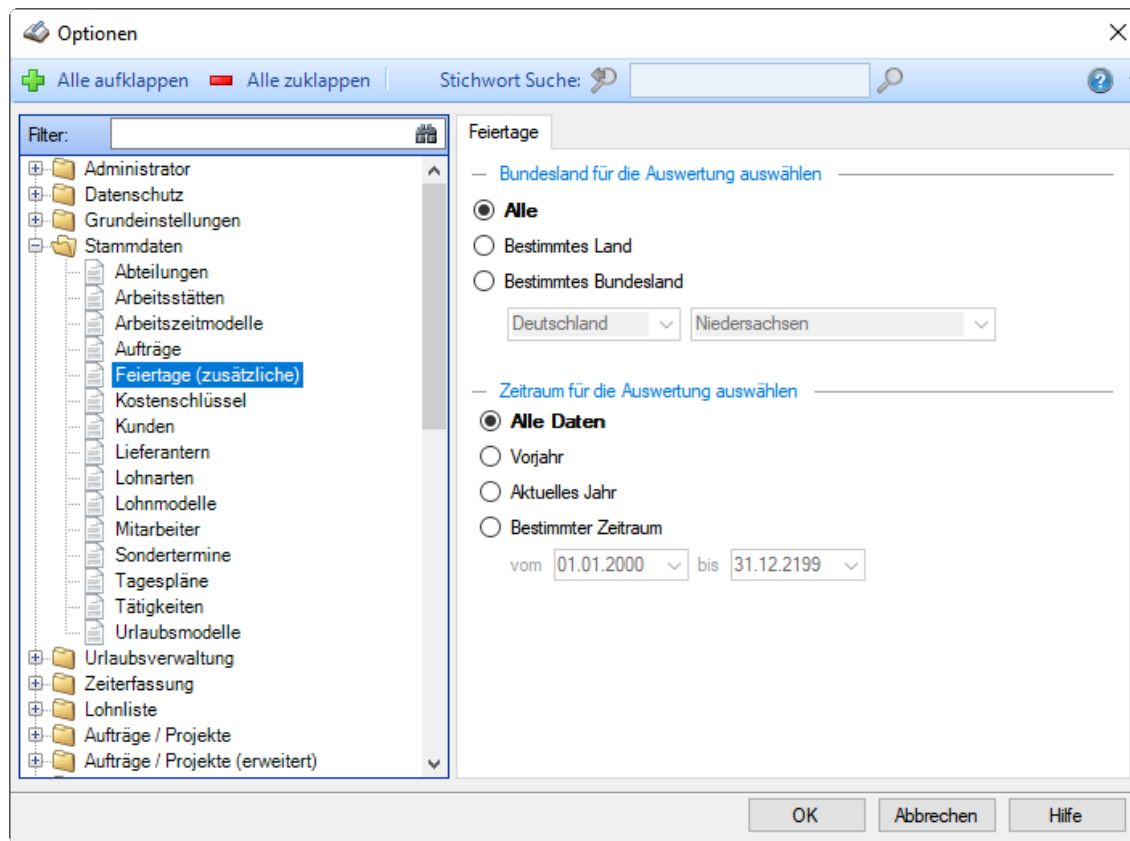 Optionen
Alle aufklappen Alle zuklappen Stichwort Suche:
Filter:
Administrator
Datenschutz
Grundeinstellungen
Stammdaten
Abteilungen
Arbeitsstätten
Arbeitszeitmodelle
Aufträge
Feiertage (zusätzliche)
Kostenschlüssel
Kunden
Lieferantern
Lohnarten
Lohnmodelle
Mitarbeiter
Sondertermine
Tagespläne
Tätigkeiten
Urlaubsmodelle
Urlaubsverwaltung
Zeiterfassung
Lohnliste
Aufträge / Projekte
Aufträge / Projekte (erweitert)
Feiertage
Bundesland für die Auswertung auswählen
Alle
Bestimmtes Land
Bestimmtes Bundesland
Deutschland Niedersachsen
Zeitraum für die Auswertung auswählen
Alle Daten
Vorjahr
Aktuelles Jahr
Bestimmter Zeitraum
vom 01.01.2000 bis 31.12.2199
OK Abbrechen Hilfe